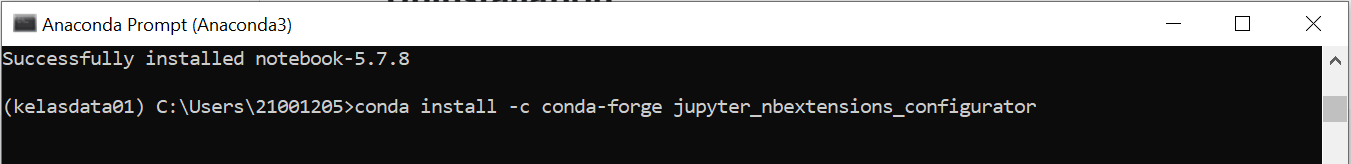 Anaconda Prompt (Anaconda3)
Successfully installed notebook-5.7.8
(kelasdata01) C:\Users\21001205>conda install -c conda-forge jupyter_nbextensions_configurator